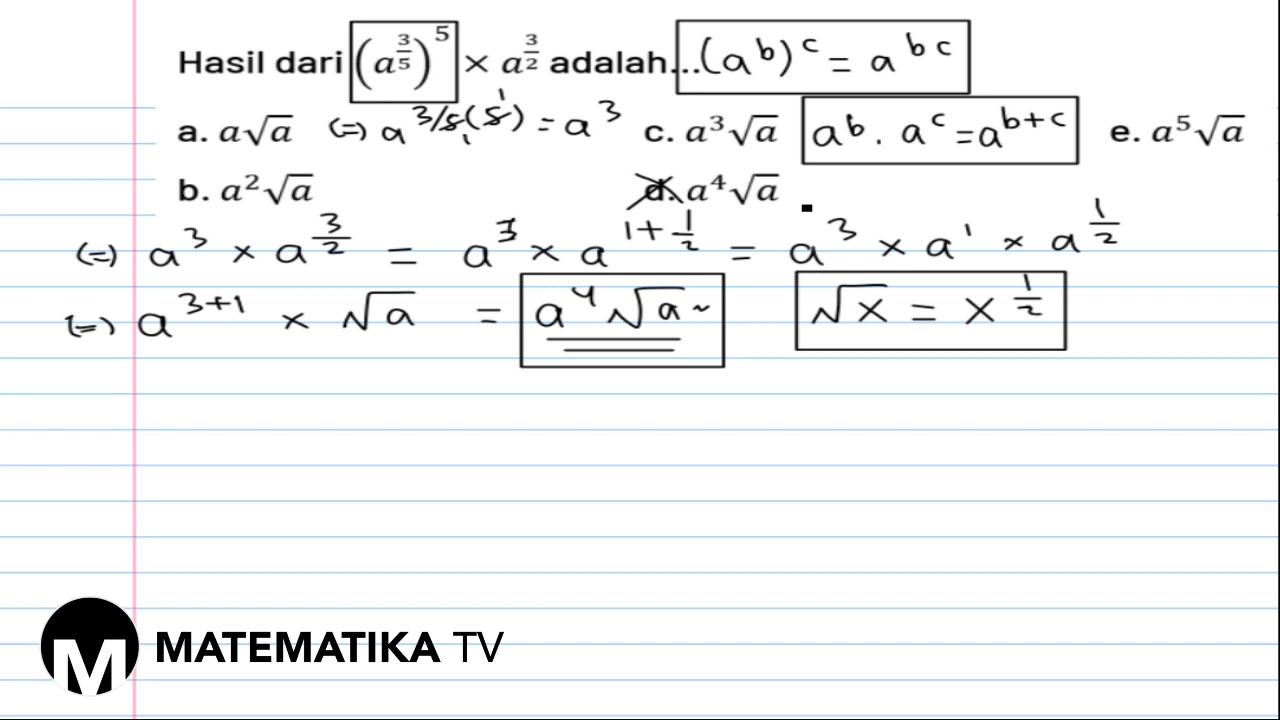 Hasil dari (a^{3/5})^5 × a^{3/2} adalah... (a^b)^c = a^{bc}
a. a√a (=) a^{3/5(5)} = a^3 c. a^3√a a^b . a^c = a^{b+c} e. a^5√a
b. a^2√a d. a^4√a
(=) a^3 × a^{3/2} = a^3 × a^{1+1/2} = a^3 × a^1 × a^{1/2}
(=) a^{3+1} × √a = a^4√a √x = x^{1/2}
M MATEMATIKA TV